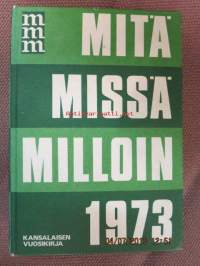 mmm
MITÄ
MISSÄ
MILLOIN
1973
KANSALAISEN
VUOSIKIRJA